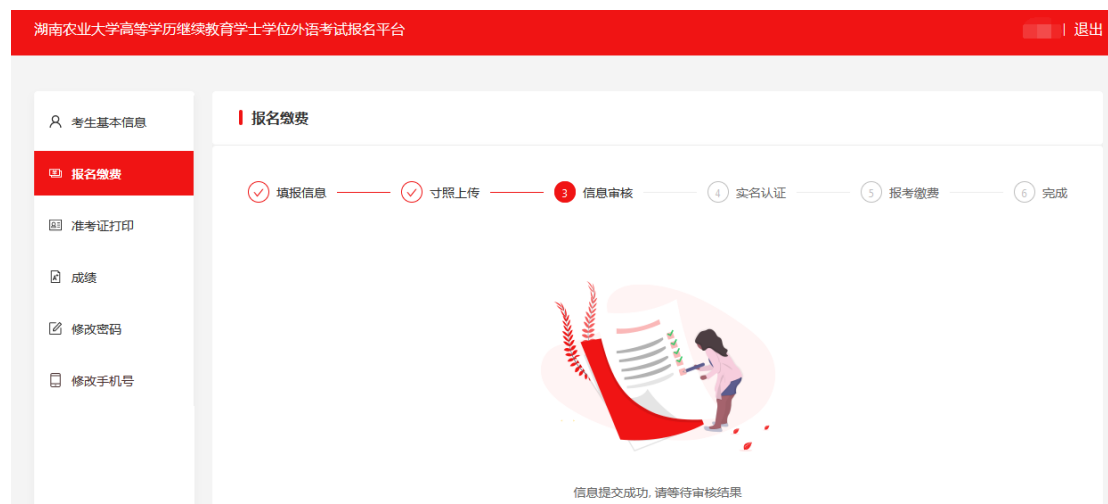 湖南农业大学高等学历继续教育学士学位外语考试报名平台
| 退出
考生基本信息
报名缴费
准考证打印
成绩
修改密码
修改手机号
报名缴费
填报信息
寸照上传
3 信息审核
4 实名认证
5 报考缴费
6 完成
信息提交成功, 请等待审核结果